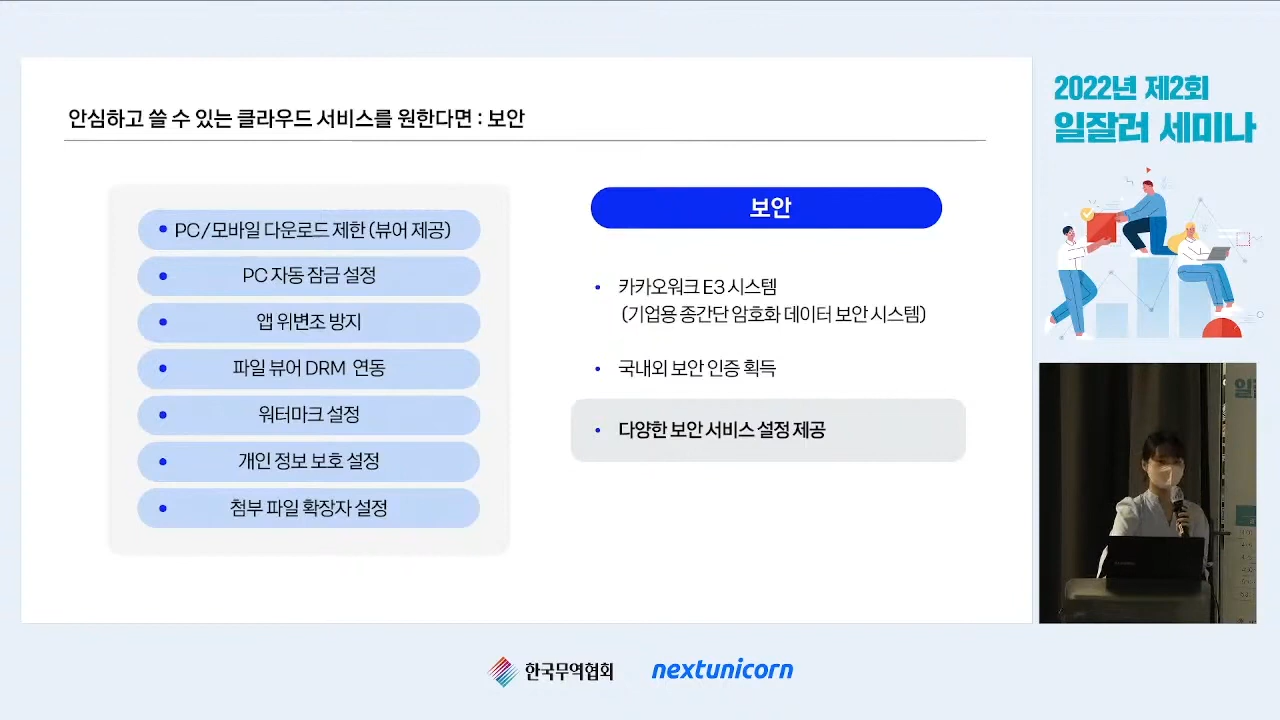 안심하고 쓸 수 있는 클라우드 서비스를 원한다면 : 보안
• PC/모바일 다운로드 제한 (뷰어 제공)
• PC 자동 잠금 설정
• 앱 위변조 방지
• 파일 뷰어 DRM 연동
• 워터마크 설정
• 개인 정보 보호 설정
• 첨부 파일 확장자 설정
보안
• 카카오워크 E3 시스템
(기업용 종간단 암호화 데이터 보안 시스템)
• 국내외 보안 인증 획득
• 다양한 보안 서비스 설정 제공
2022년 제2회
일잘러 세미나
한국무역협회
nextunicorn